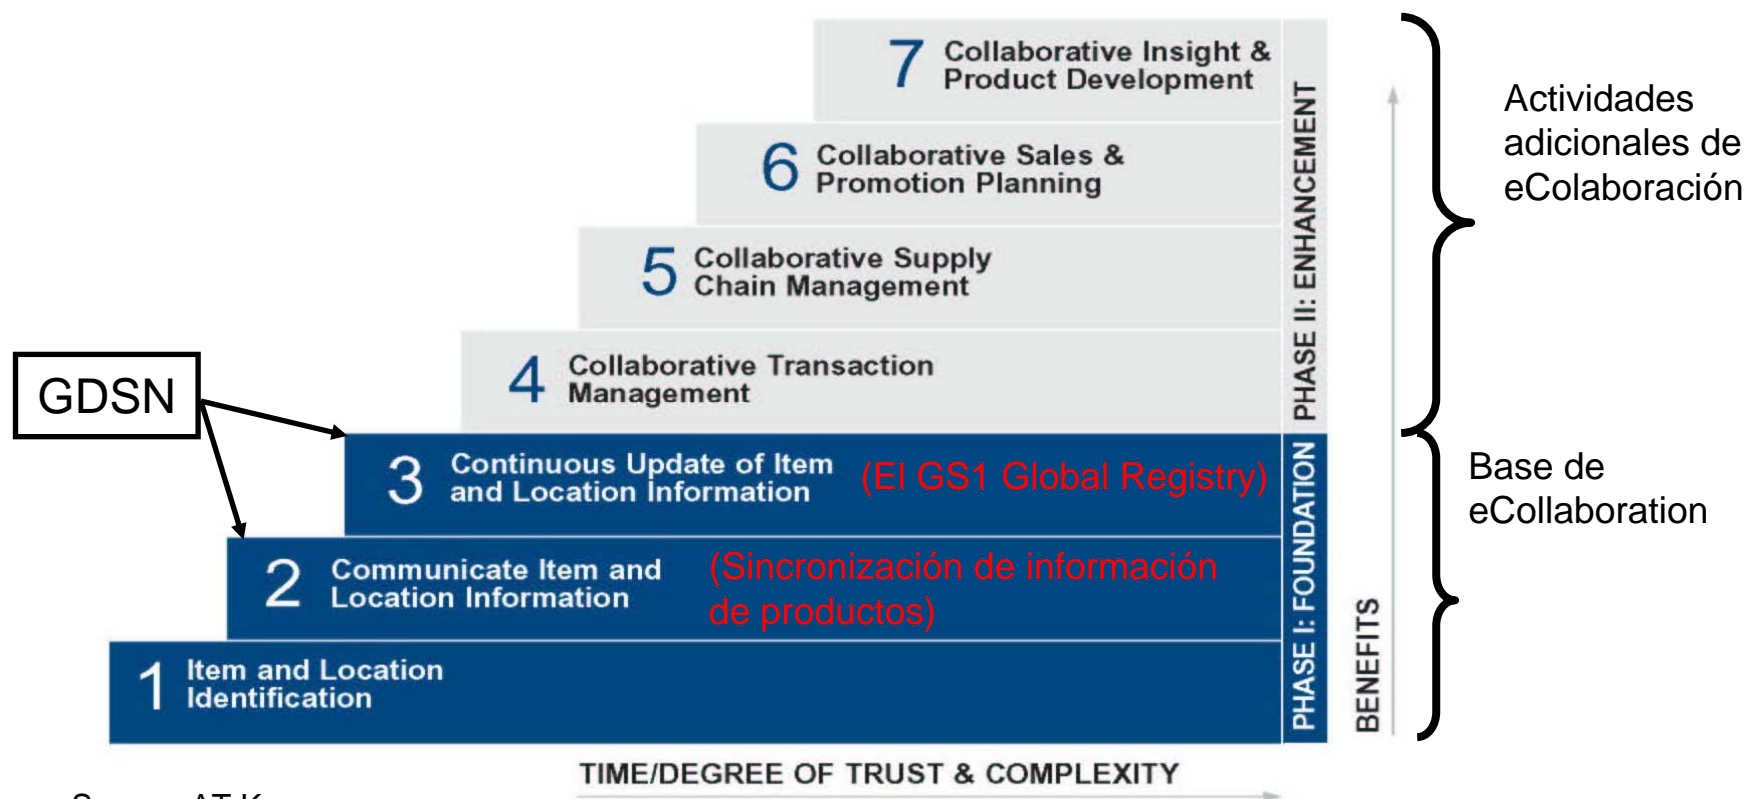 7 Collaborative Insight &
Product Development
6 Collaborative Sales &
Promotion Planning
5 Collaborative Supply
Chain Management
4 Collaborative Transaction
Management
3 Continuous Update of Item
and Location Information
(El GS1 Global Registry)
2 Communicate Item and
Location Information
(Sincronización de información
de productos)
1 Item and Location
Identification
GDSN
PHASE II: ENHANCEMENT
PHASE I: FOUNDATION
BENEFITS
Actividades
adicionales de
eColaboración
Base de
eCollaboration
TIME/DEGREE OF TRUST & COMPLEXITY